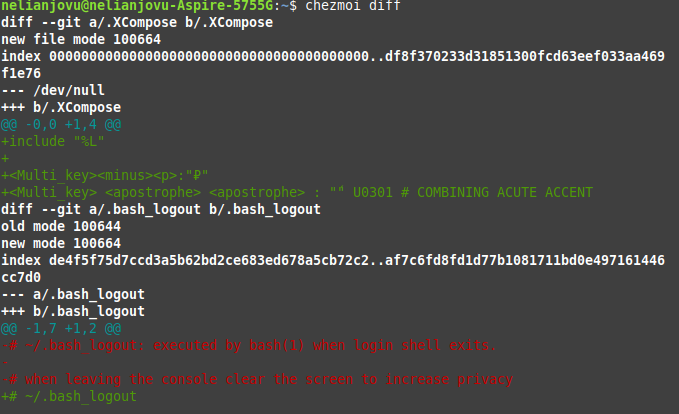 nelianjovu@nelianjovu-Aspire-5755G:~$ chezmoi diff
diff --git a/.XCompose b/.XCompose
new file mode 100664
index 0000000000000000000000000000000000000000..df8f370233d31851300fcd63eef033aa469
f1e76
--- /dev/null
+++ b/.XCompose
@@ -0,0 +1,4 @@
+include "%L"
+
+<Multi_key><minus><p>:"₽"
+<Multi_key> <apostrophe> <apostrophe> : "́" U0301 # COMBINING ACUTE ACCENT
diff --git a/.bash_logout b/.bash_logout
old mode 100644
new mode 100664
index de4f5f75d7ccd3a5b62bd2ce683ed678a5cb72c2..af7c6fd8fd1d77b1081711bd0e497161446
cc7d0
--- a/.bash_logout
+++ b/.bash_logout
@@ -1,7 +1,2 @@
-# ~/.bash_logout: executed by bash(1) when login shell exits.
-
-# when leaving the console clear the screen to increase privacy
+# ~/.bash_logout